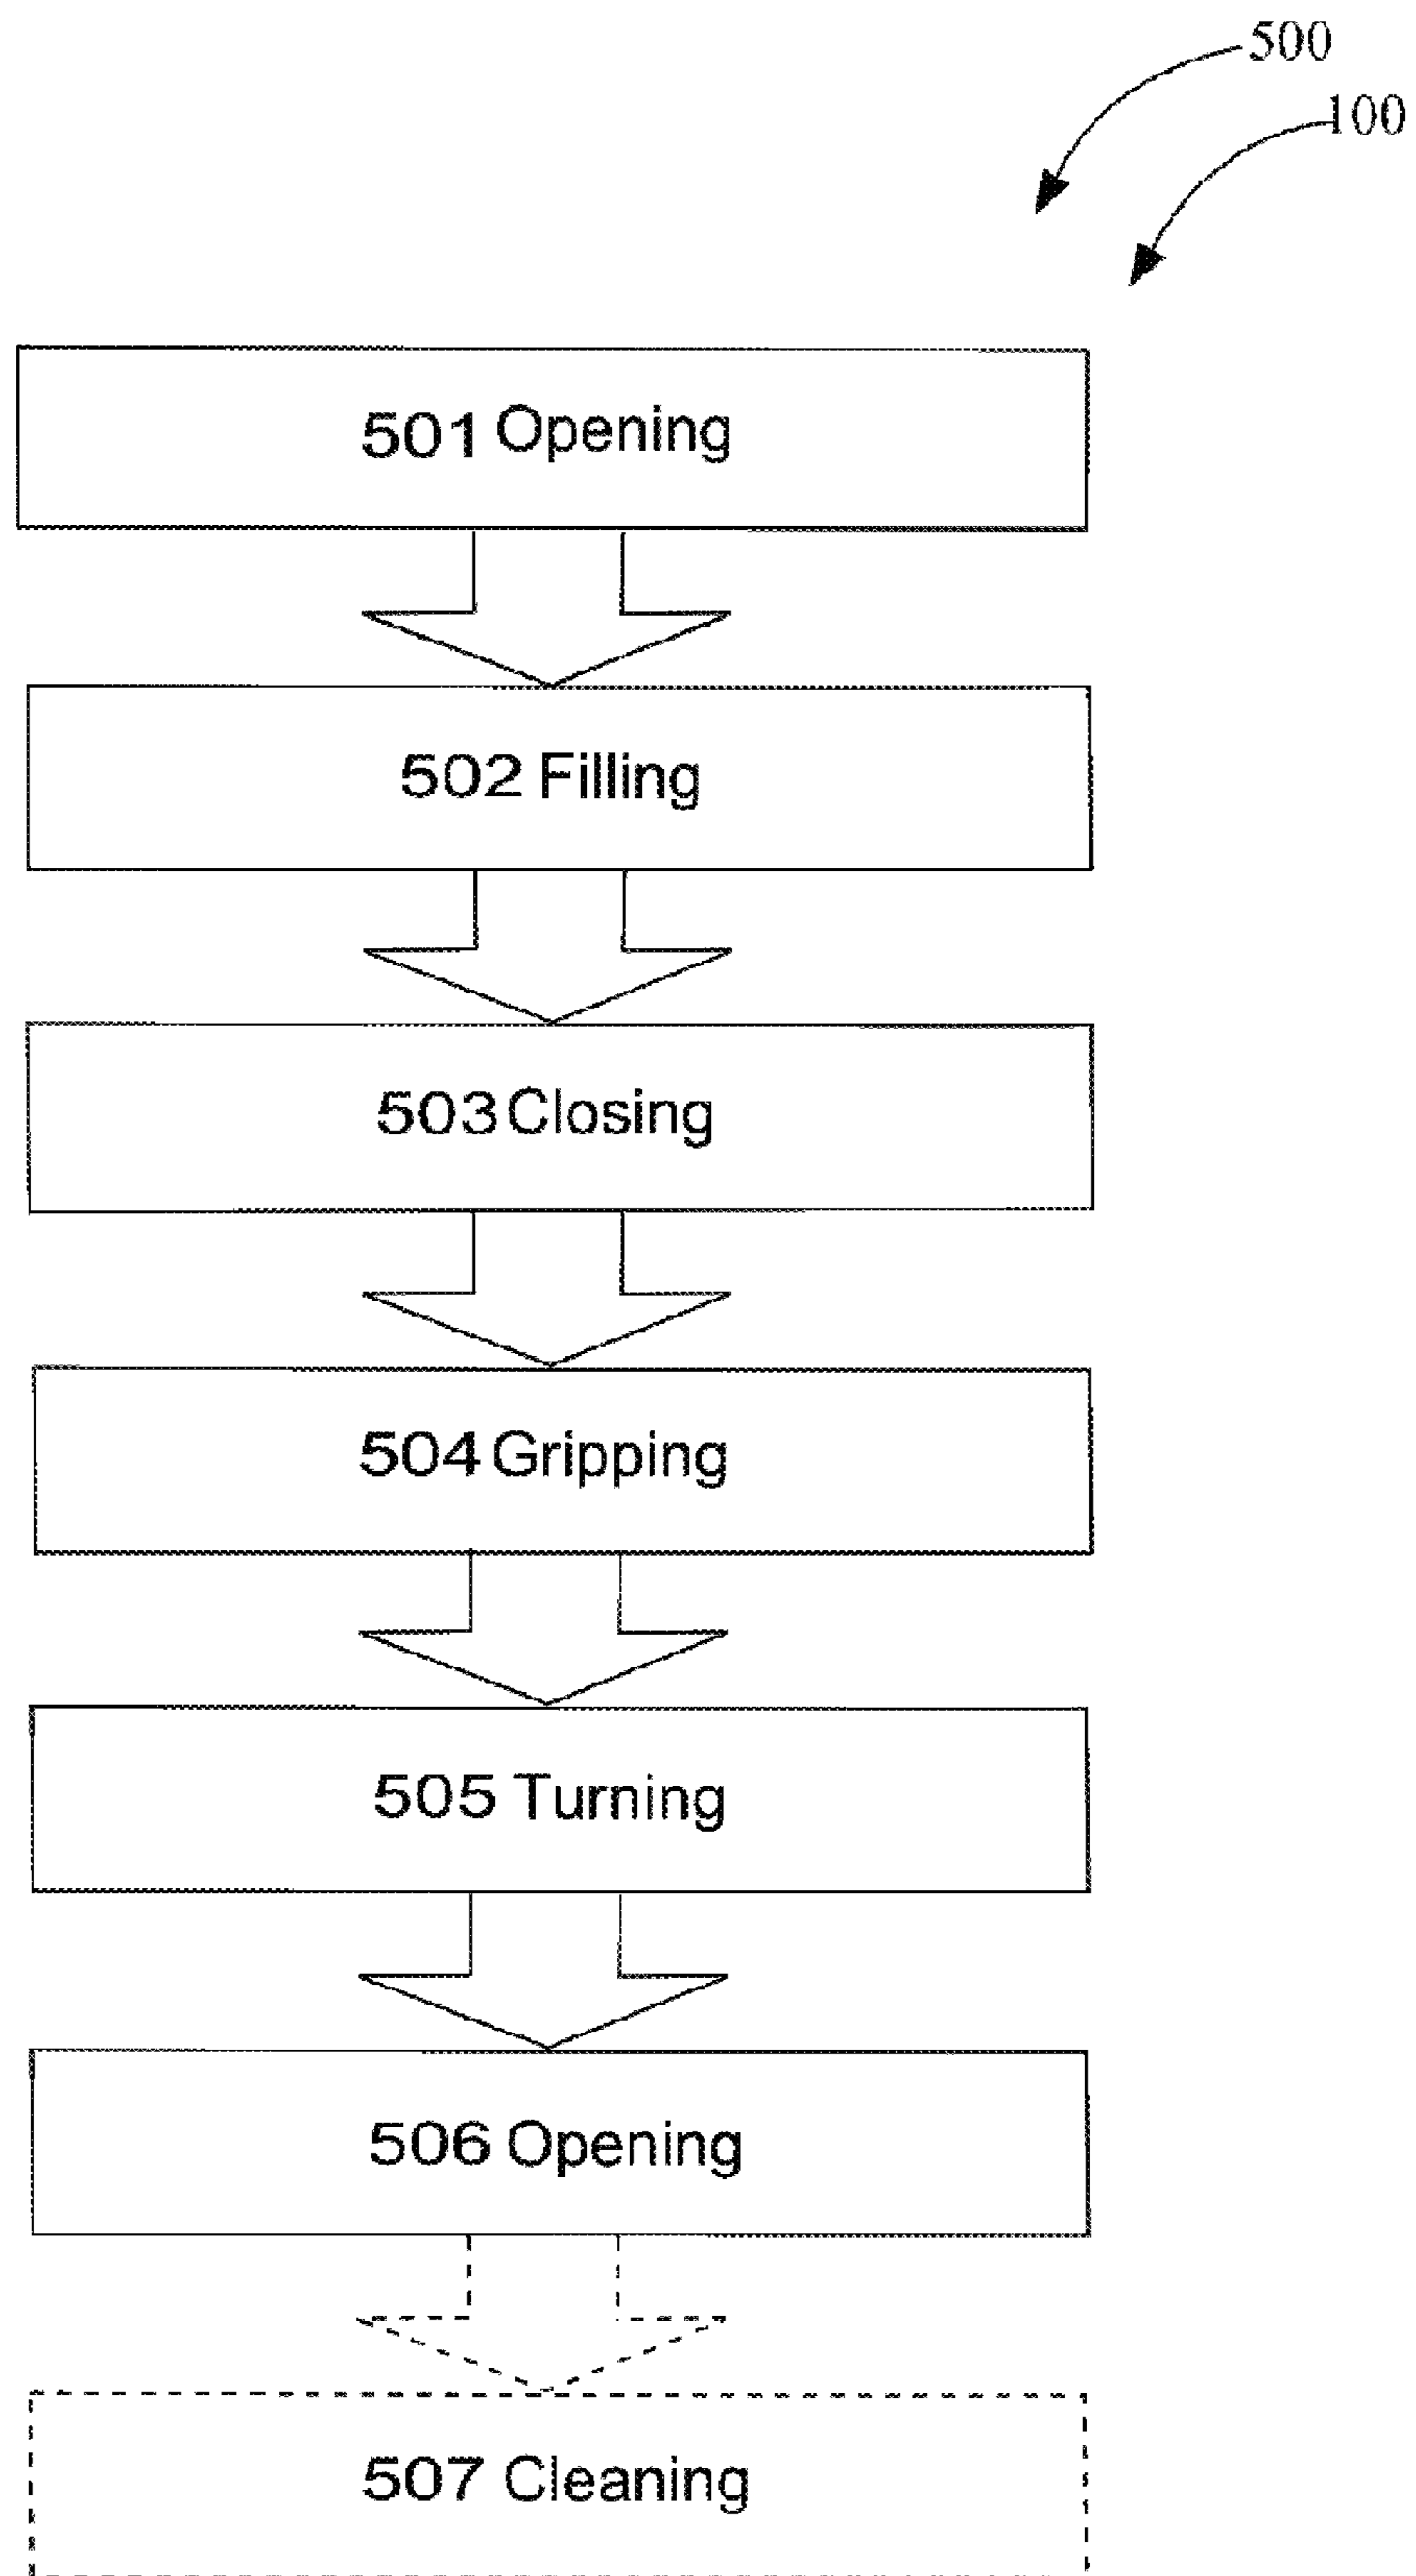 500
100
501 Opening
502 Filling
503 Closing
504 Gripping
505 Turning
506 Opening
507 Cleaning